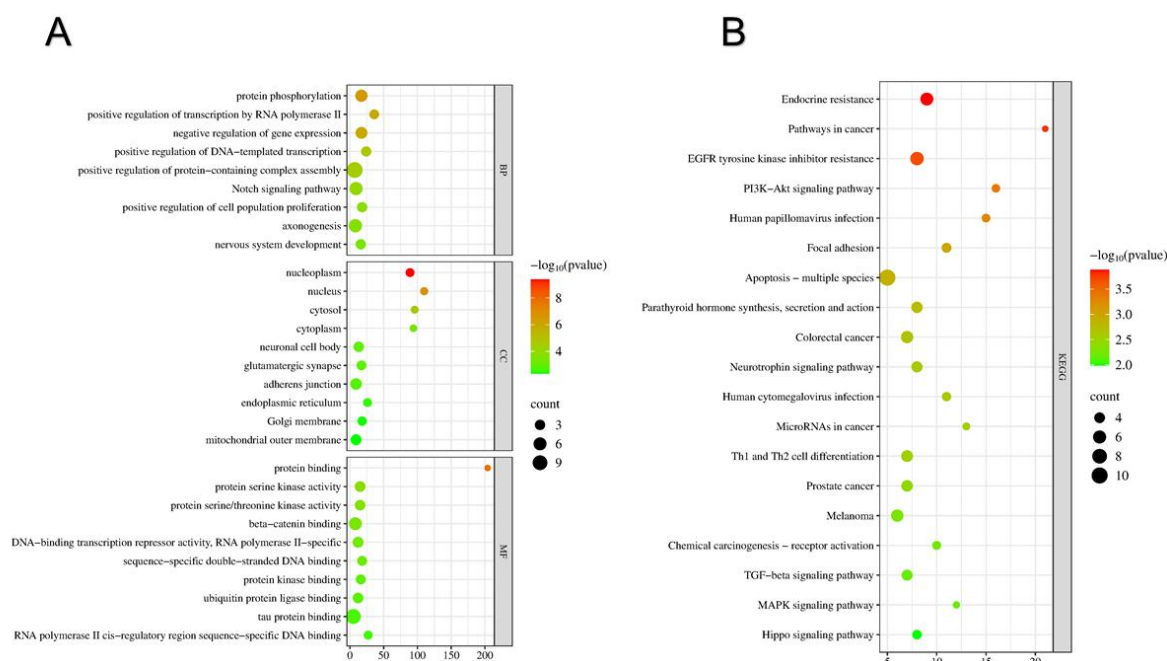 A
protein phosphorylation
positive regulation of transcription by RNA polymerase II
negative regulation of gene expression
positive regulation of DNA−templated transcription
positive regulation of protein−containing complex assembly
Notch signaling pathway
positive regulation of cell population proliferation
axonogenesis
nervous system development
BP
nucleoplasm
nucleus
cytosol
cytoplasm
neuronal cell body
glutamatergic synapse
adherens junction
endoplasmic reticulum
Golgi membrane
mitochondrial outer membrane
CC
protein binding
protein serine kinase activity
protein serine/threonine kinase activity
beta−catenin binding
DNA−binding transcription repressor activity, RNA polymerase II−specific
sequence−specific double−stranded DNA binding
protein kinase binding
ubiquitin protein ligase binding
tau protein binding
RNA polymerase II cis−regulatory region sequence−specific DNA binding
MF
0 50 100 150 200
−log10(pvalue)
8
6
4
count
3
6
9
B
Endocrine resistance
Pathways in cancer
EGFR tyrosine kinase inhibitor resistance
PI3K−Akt signaling pathway
Human papillomavirus infection
Focal adhesion
Apoptosis − multiple species
Parathyroid hormone synthesis, secretion and action
Colorectal cancer
Neurotrophin signaling pathway
Human cytomegalovirus infection
MicroRNAs in cancer
Th1 and Th2 cell differentiation
Prostate cancer
Melanoma
Chemical carcinogenesis − receptor activation
TGF−beta signaling pathway
MAPK signaling pathway
Hippo signaling pathway
KEGG
5 10 15 20
−log10(pvalue)
3.5
3.0
2.5
2.0
count
4
6
8
10